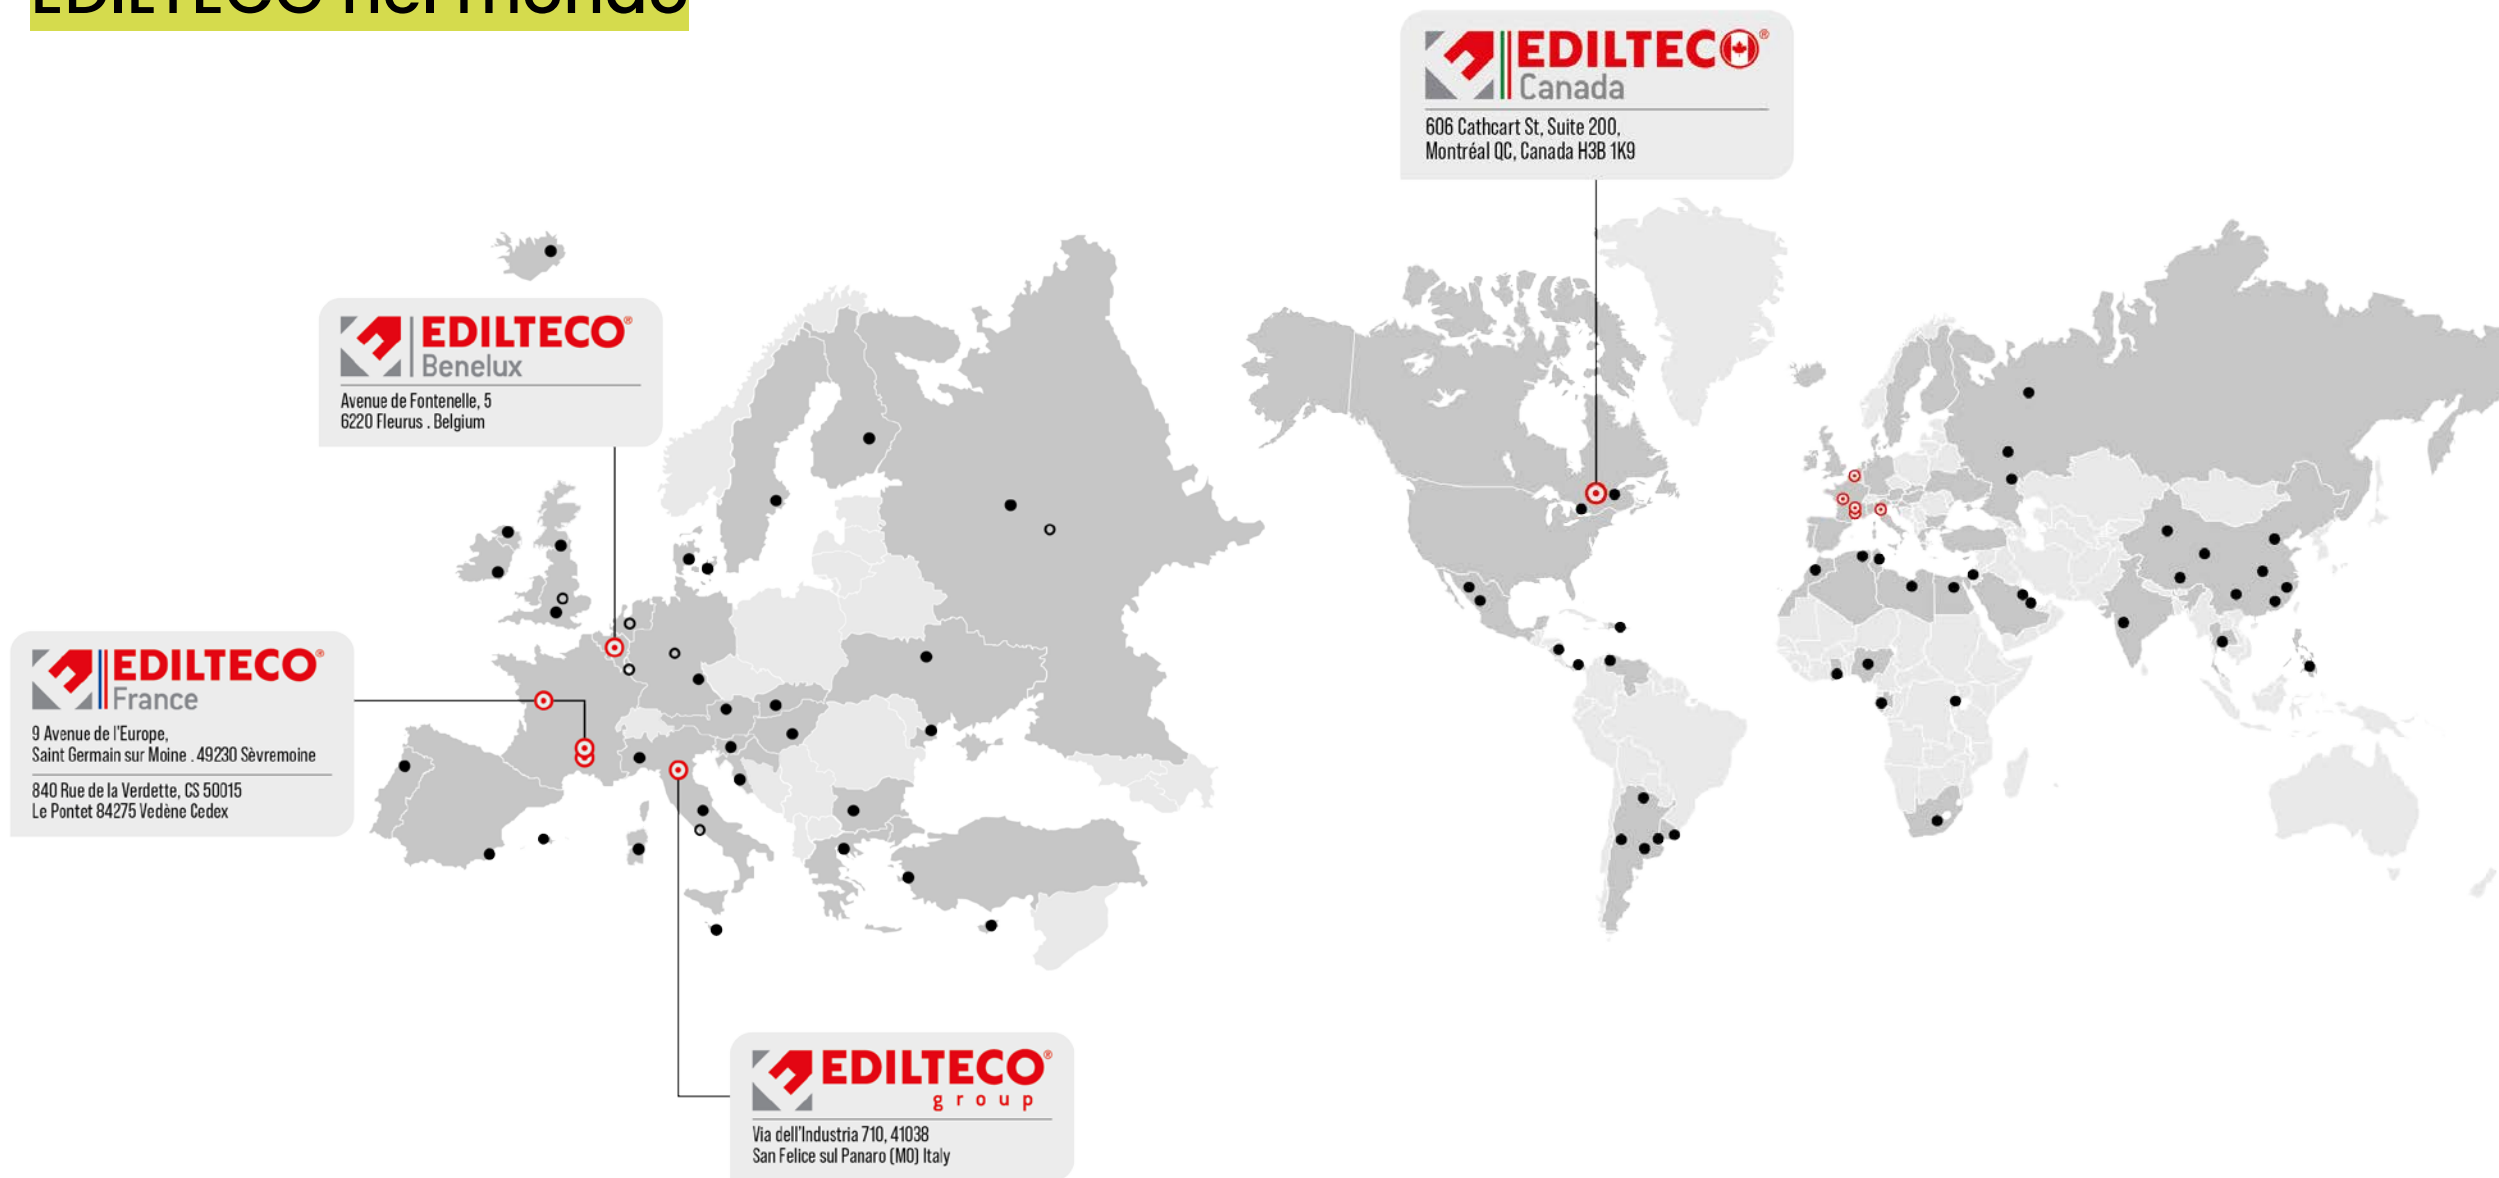 EDILTECO nel mondo
EDILTECO®
Canada
606 Cathcart St, Suite 200,
Montréal QC, Canada H3B 1K9
EDILTECO®
Benelux
Avenue de Fontenelle, 5
6220 Fleurus . Belgium
EDILTECO®
France
9 Avenue de l'Europe,
Saint Germain sur Moine . 49230 Sèvremoine
840 Rue de la Verdette, CS 50015
Le Pontet 84275 Vedène Cedex
EDILTECO®
group
Via dell'Industria 710, 41038
San Felice sul Panaro (MO) Italy